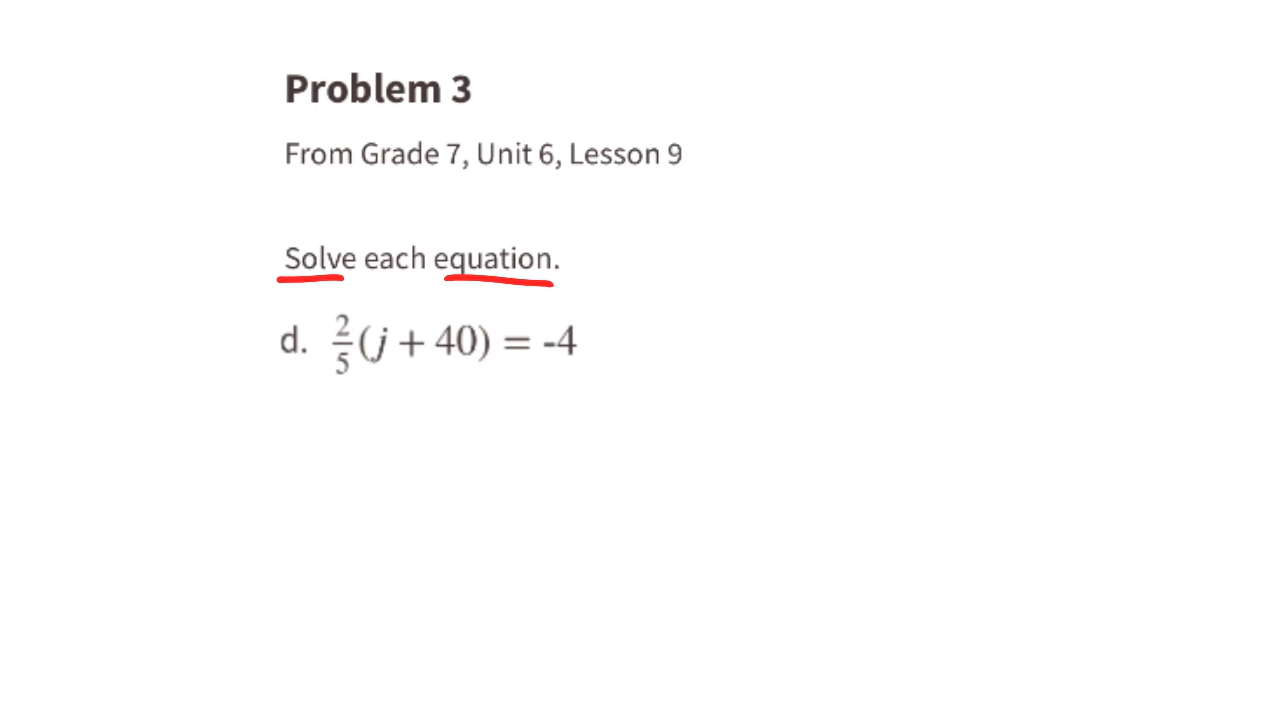 Problem 3
From Grade 7, Unit 6, Lesson 9
Solve each equation.
d. 2/5(j + 40) = -4